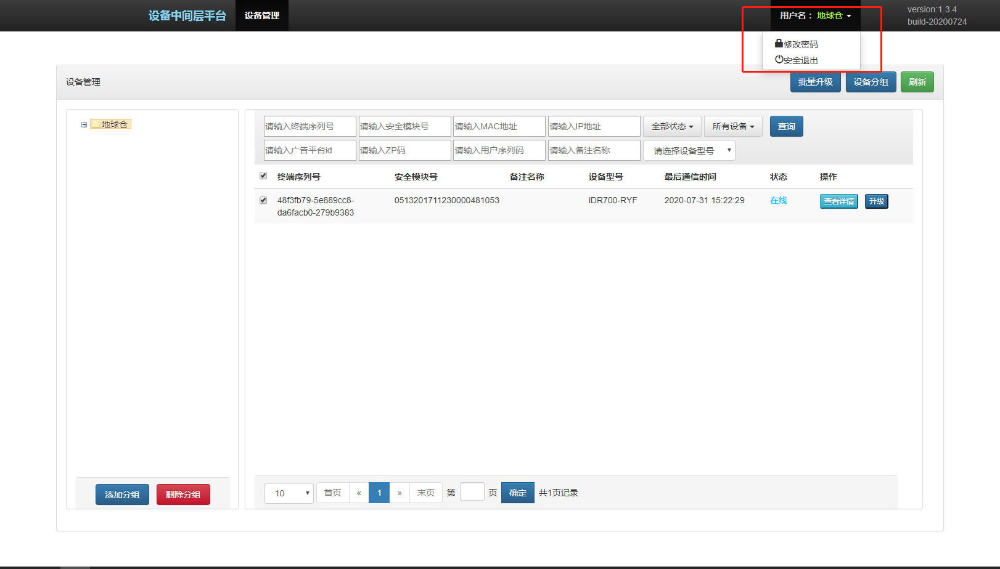 设备中间层平台 设备管理 用户名： 地球仓 version:1.3.4
build-20200724
修改密码
安全退出
设备管理 批量升级 设备分组 刷新
地球仓
请输入终端序列号 请输入安全模块号 请输入MAC地址 请输入IP地址 全部状态 所有设备 查询
请输入广告平台id 请输入ZP码 请输入用户序列码 请输入备注名称 请选择设备型号
终端序列号 安全模块号 备注名称 设备型号 最后通信时间 状态 操作
48f3fb79-5e889cc8- 0513201711230000481053 iDR700-RYF 2020-07-31 15:22:29 在线 查看详情 升级
da6facb0-279b9383
添加分组 删除分组
10 首页 « 1 » 末页 第 页 确定 共1页记录